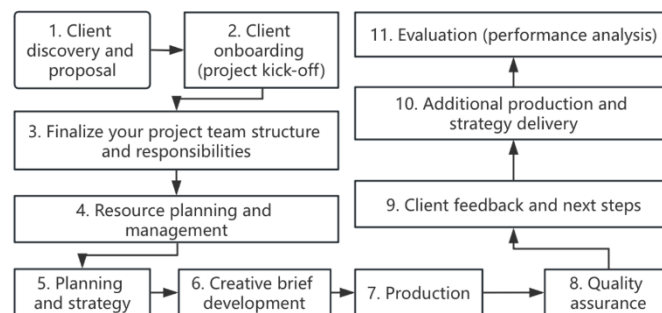 1. Client
discovery and
proposal
2. Client
onboarding
(project kick-off)
3. Finalize your project team structure
and responsibilities
4. Resource planning and
management
5. Planning
and strategy
6. Creative brief
development
7. Production
8. Quality
assurance
9. Client feedback and next steps
10. Additional production and
strategy delivery
11. Evaluation (performance analysis)